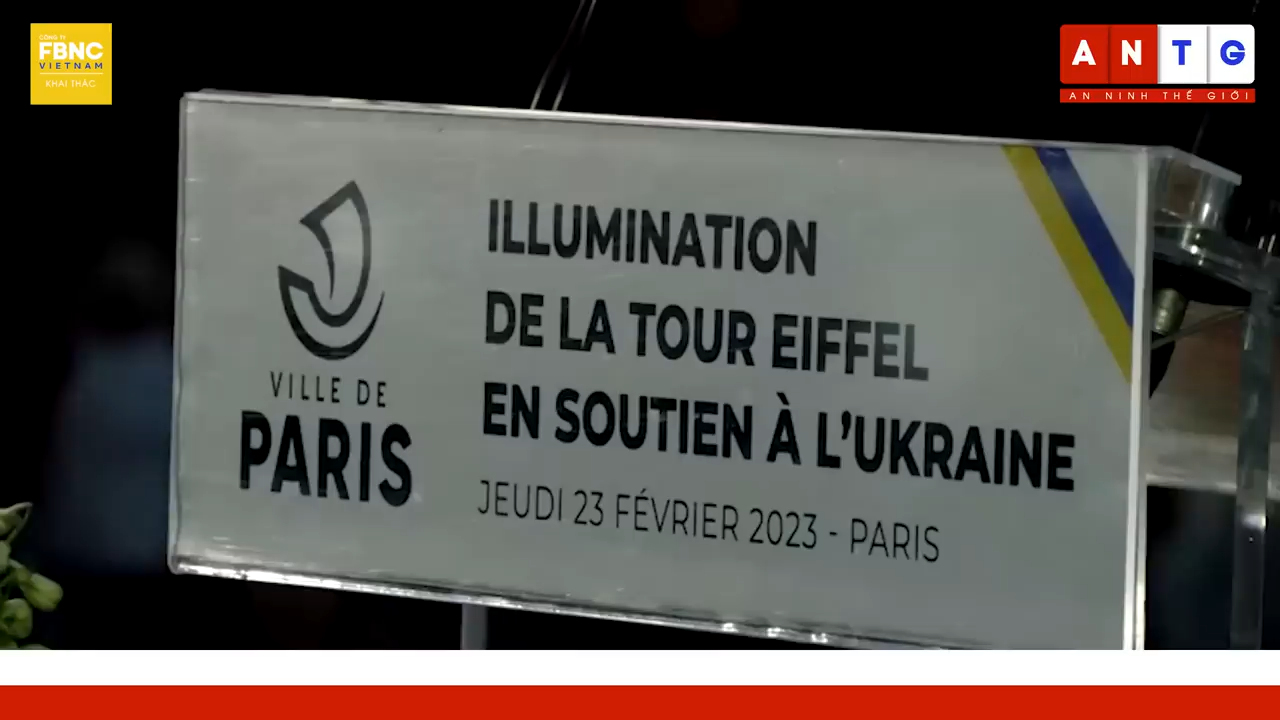 CÔNG TY
FBNC
VIETNAM
KHAI THÁC
ANTG
AN NINH THẾ GIỚI
ILLUMINATION
DE LA TOUR EIFFEL
EN SOUTIEN À L'UKRAINE
JEUDI 23 FÉVRIER 2023 - PARIS
VILLE DE
PARIS